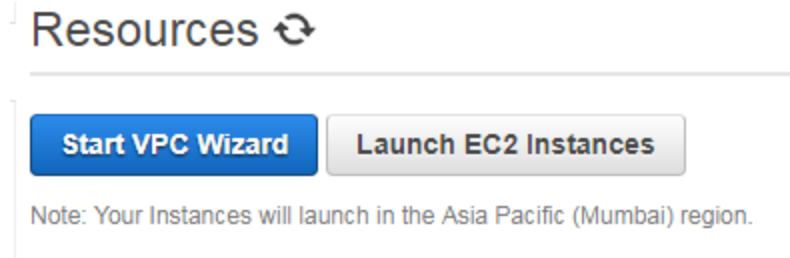 Resources
Start VPC Wizard
Launch EC2 Instances
Note: Your Instances will launch in the Asia Pacific (Mumbai) region.